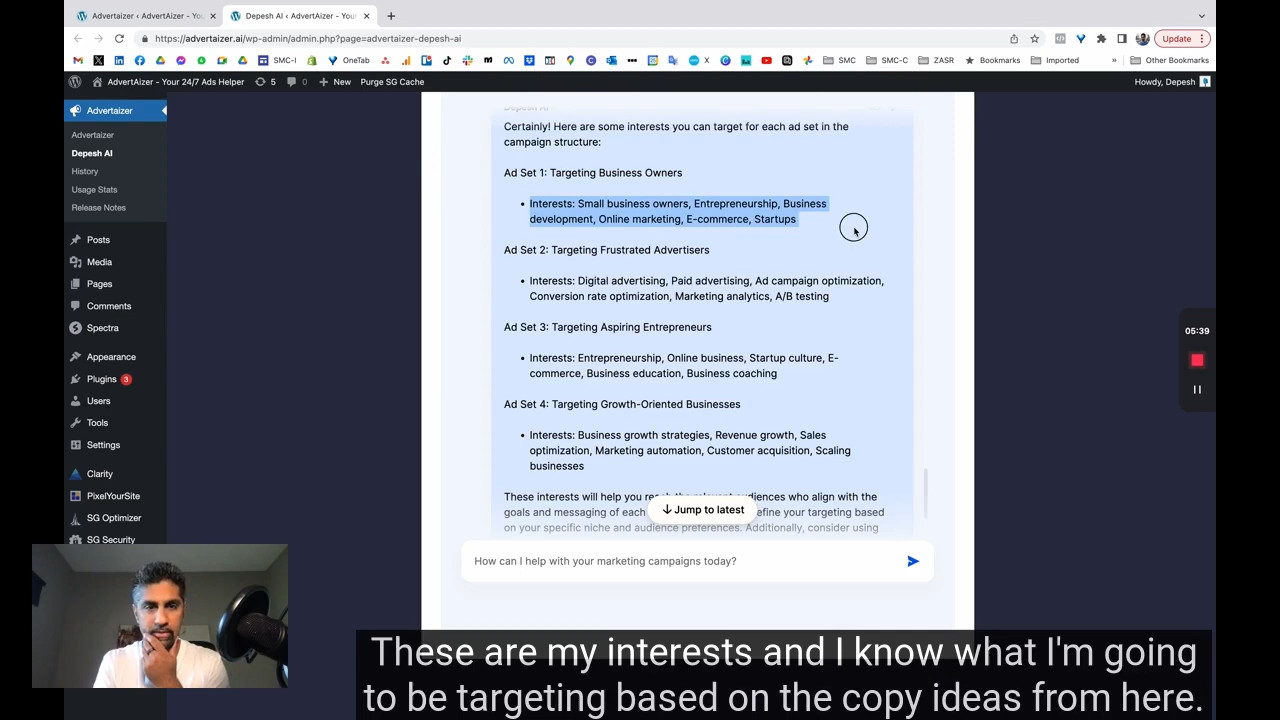 Advertaizer ‹ AdvertAizer - You
Depesh AI ‹ AdvertAizer - Your
https://advertaizer.ai/wp-admin/admin.php?page=advertaizer-depesh-ai
Update
SMC-I
OneTab
X
SMC
SMC-C
ZASR
Bookmarks
Imported
»
Other Bookmarks
AdvertAizer - Your 24/7 Ads Helper
5
0
New
Purge SG Cache
Howdy, Depesh
Advertaizer
Advertaizer
Depesh AI
History
Usage Stats
Release Notes
Posts
Media
Pages
Comments
Spectra
Appearance
Plugins 3
Users
Tools
Settings
Clarity
PixelYourSite
SG Optimizer
SG Security
Depesh AI
Certainly! Here are some interests you can target for each ad set in the
campaign structure:
Ad Set 1: Targeting Business Owners
• Interests: Small business owners, Entrepreneurship, Business
development, Online marketing, E-commerce, Startups
Ad Set 2: Targeting Frustrated Advertisers
• Interests: Digital advertising, Paid advertising, Ad campaign optimization,
Conversion rate optimization, Marketing analytics, A/B testing
Ad Set 3: Targeting Aspiring Entrepreneurs
• Interests: Entrepreneurship, Online business, Startup culture, E-
commerce, Business education, Business coaching
Ad Set 4: Targeting Growth-Oriented Businesses
• Interests: Business growth strategies, Revenue growth, Sales
optimization, Marketing automation, Customer acquisition, Scaling
businesses
These interests will help you who align with the
goals and messaging of each your targeting based
on your specific niche and audience preferences. Additionally, consider using
Jump to latest
How can I help with your marketing campaigns today?
05:39
These are my interests and I know what I'm going
to be targeting based on the copy ideas from here.